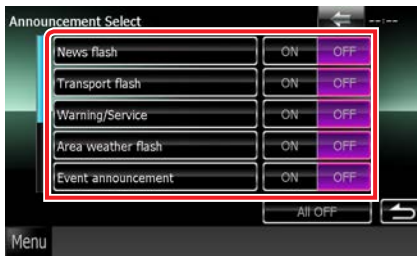 Announcement Select --:--
News flash ON OFF
Transport flash ON OFF
Warning/Service ON OFF
Area weather flash ON OFF
Event announcement ON OFF
All OFF
Menu